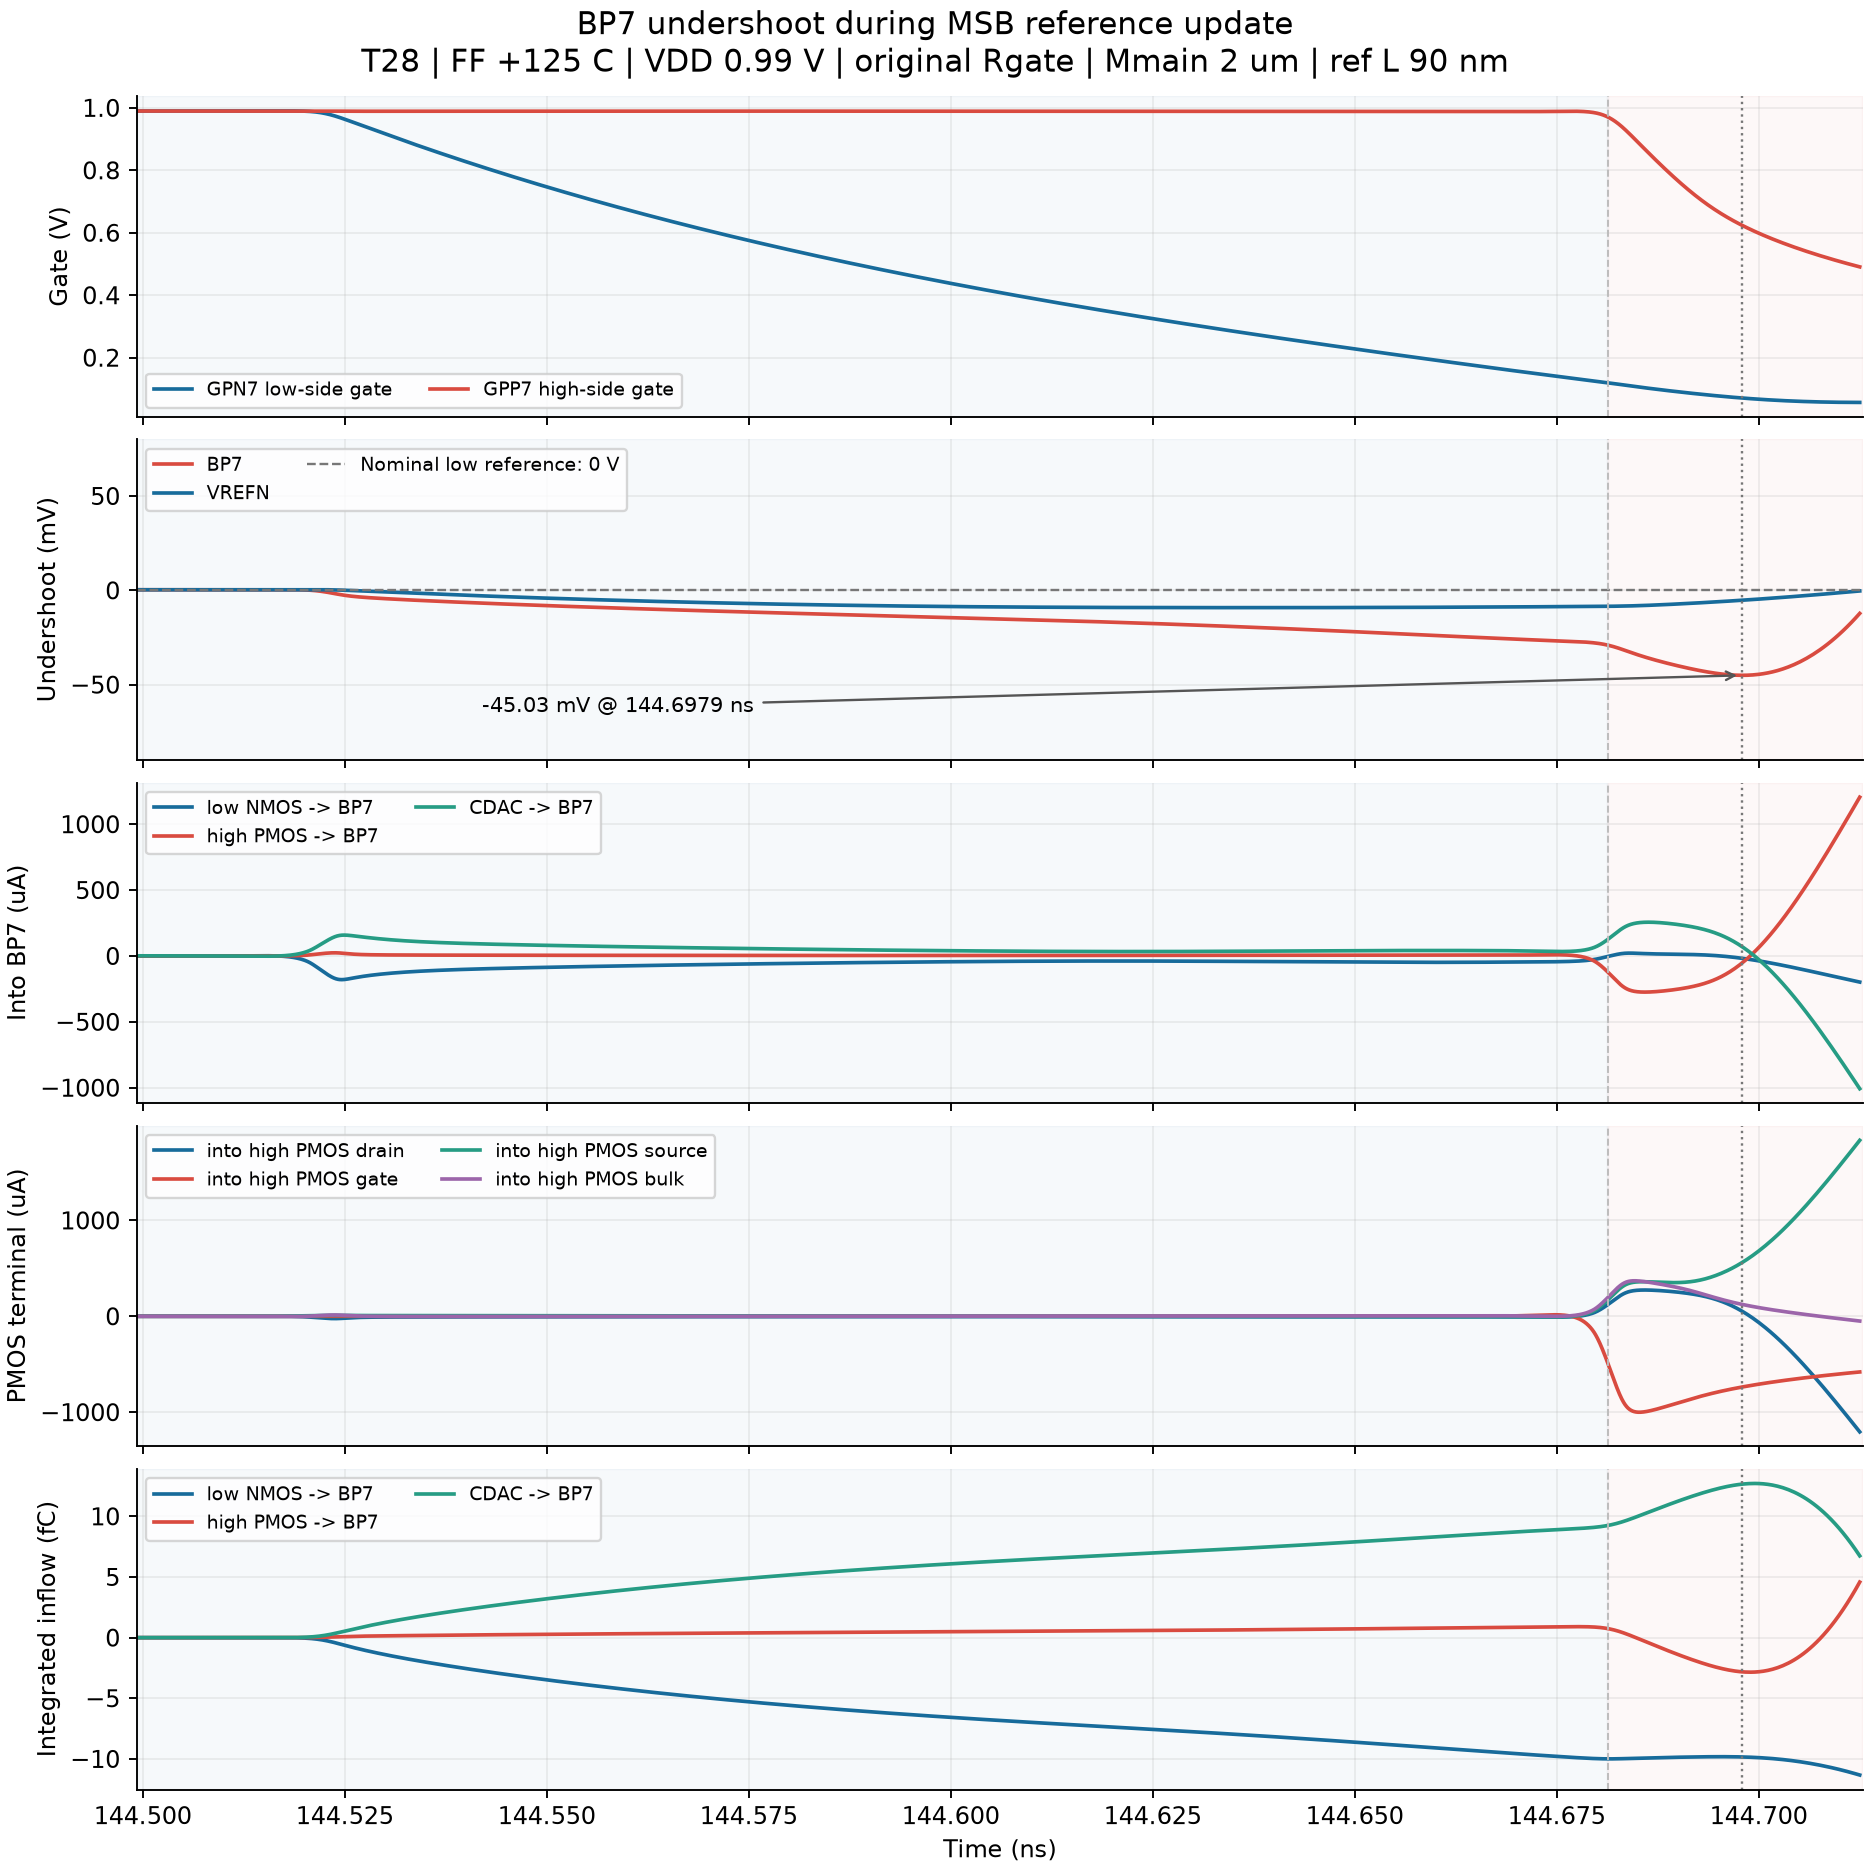 BP7 undershoot during MSB reference update
T28 | FF +125 C | VDD 0.99 V | original Rgate | Mmain 2 um | ref L 90 nm
Gate (V)
1.0
0.8
0.6
0.4
0.2
GPN7 low-side gate
GPP7 high-side gate
Undershoot (mV)
50
0
−50
BP7
VREFN
Nominal low reference: 0 V
-45.03 mV @ 144.6979 ns
Into BP7 (uA)
1000
500
0
−500
−1000
low NMOS -> BP7
high PMOS -> BP7
CDAC -> BP7
PMOS terminal (uA)
1000
0
−1000
into high PMOS drain
into high PMOS gate
into high PMOS source
into high PMOS bulk
Integrated inflow (fC)
10
5
0
−5
−10
low NMOS -> BP7
high PMOS -> BP7
CDAC -> BP7
144.500 144.525 144.550 144.575 144.600 144.625 144.650 144.675 144.700
Time (ns)